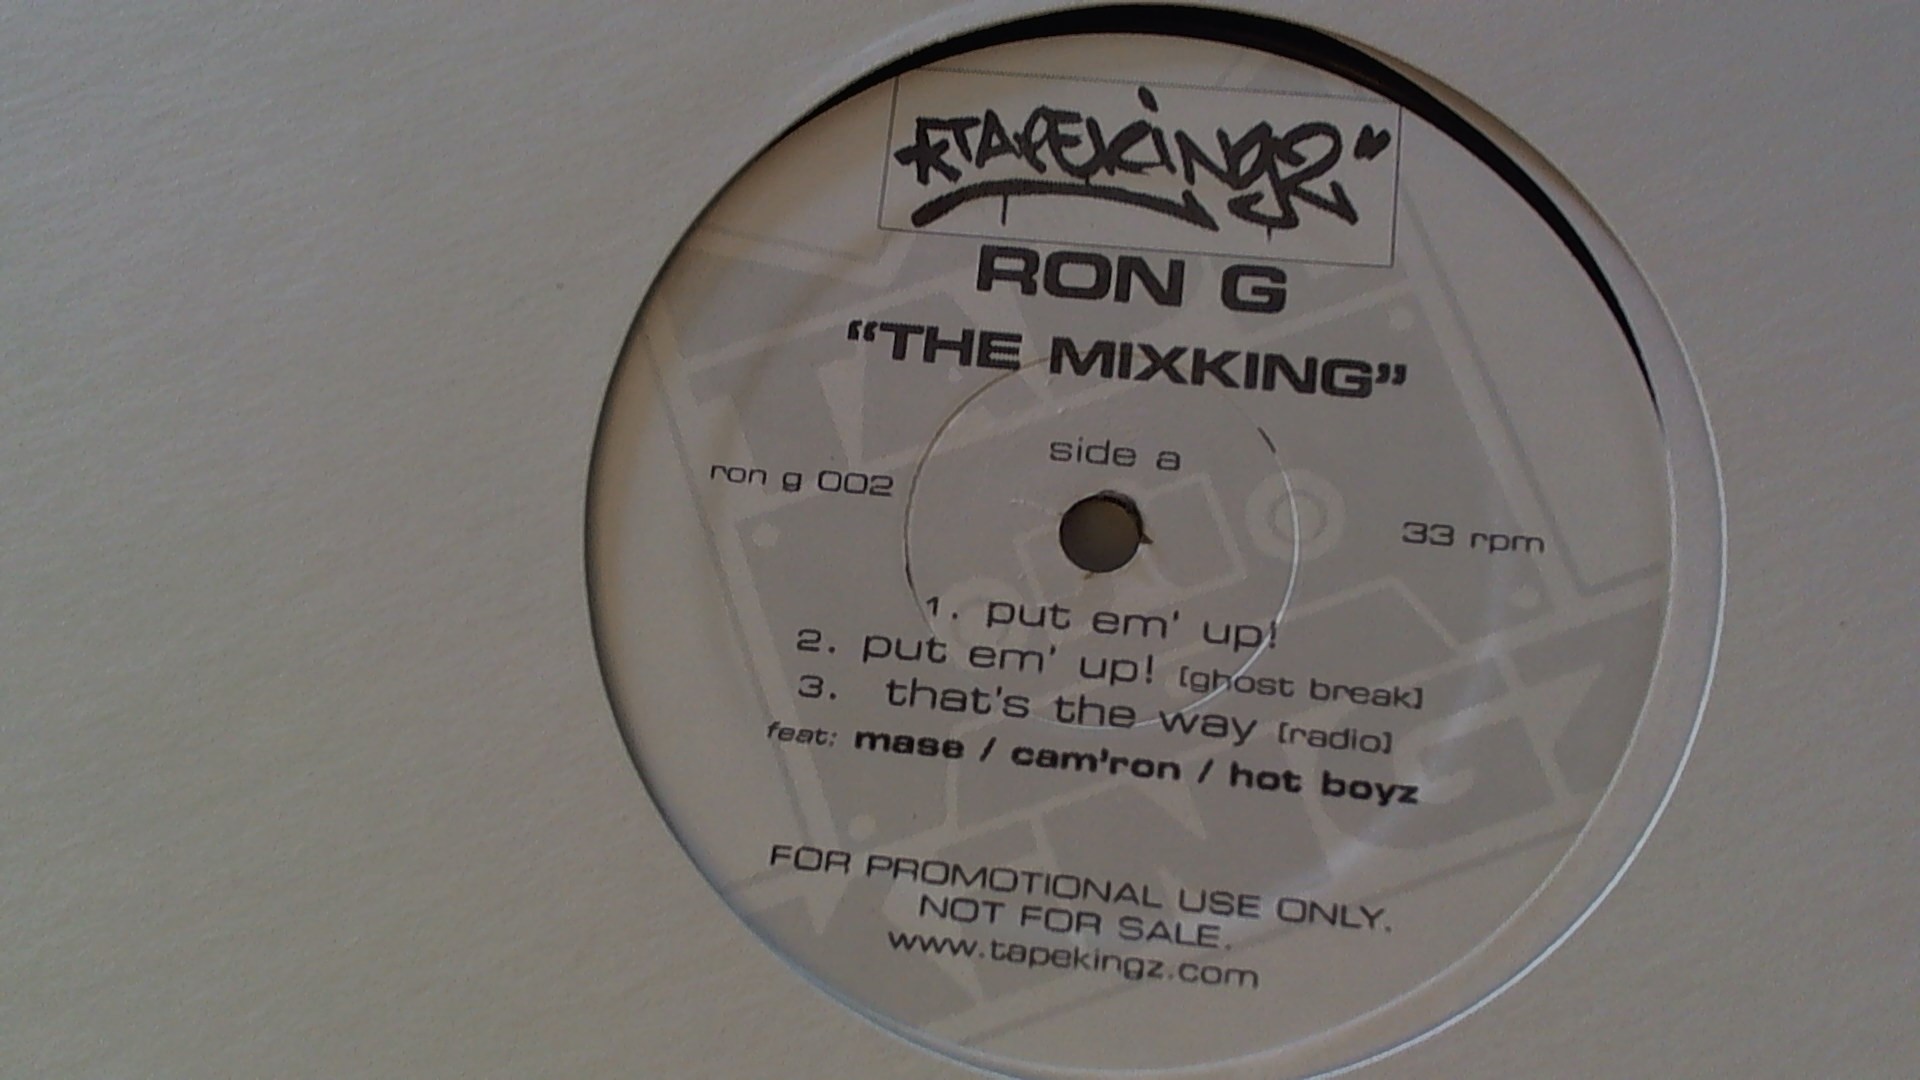 TAPEKINGZ
RON G
"THE MIXKING"
side a
ron g 002
33 rpm
1. put em' up!
2. put em' up! [ghost break]
3. that's the way [radio]
feat: mase / cam'ron / hot boyz
FOR PROMOTIONAL USE ONLY.
NOT FOR SALE.
www.tapekingz.com